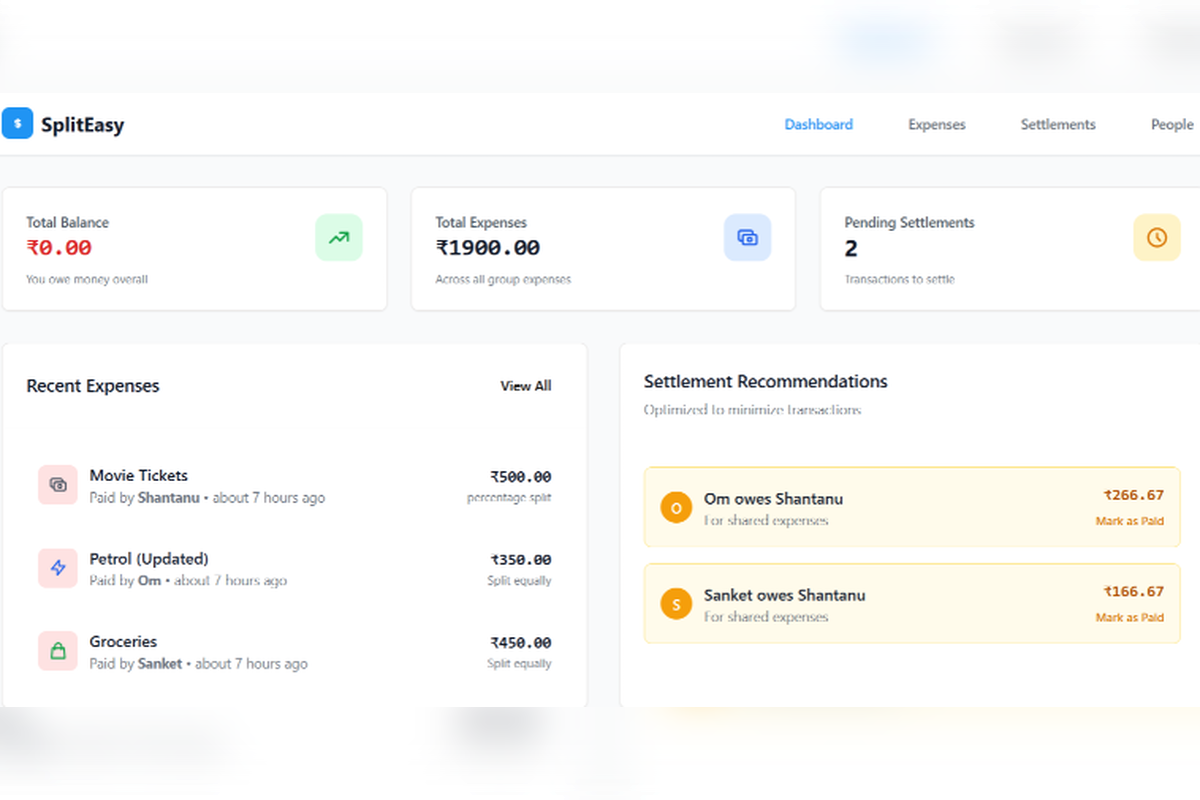 $ SplitEasy
Dashboard Expenses Settlements People
Total Balance
₹0.00
You owe money overall
Total Expenses
₹1900.00
Across all group expenses
Pending Settlements
2
Transactions to settle
Recent Expenses
View All
Movie Tickets
₹500.00
Paid by Shantanu • about 7 hours ago
percentage split
Petrol (Updated)
₹350.00
Paid by Om • about 7 hours ago
Split equally
Groceries
₹450.00
Paid by Sanket • about 7 hours ago
Split equally
Settlement Recommendations
Optimized to minimize transactions
O
Om owes Shantanu
₹266.67
For shared expenses
Mark as Paid
S
Sanket owes Shantanu
₹166.67
For shared expenses
Mark as Paid